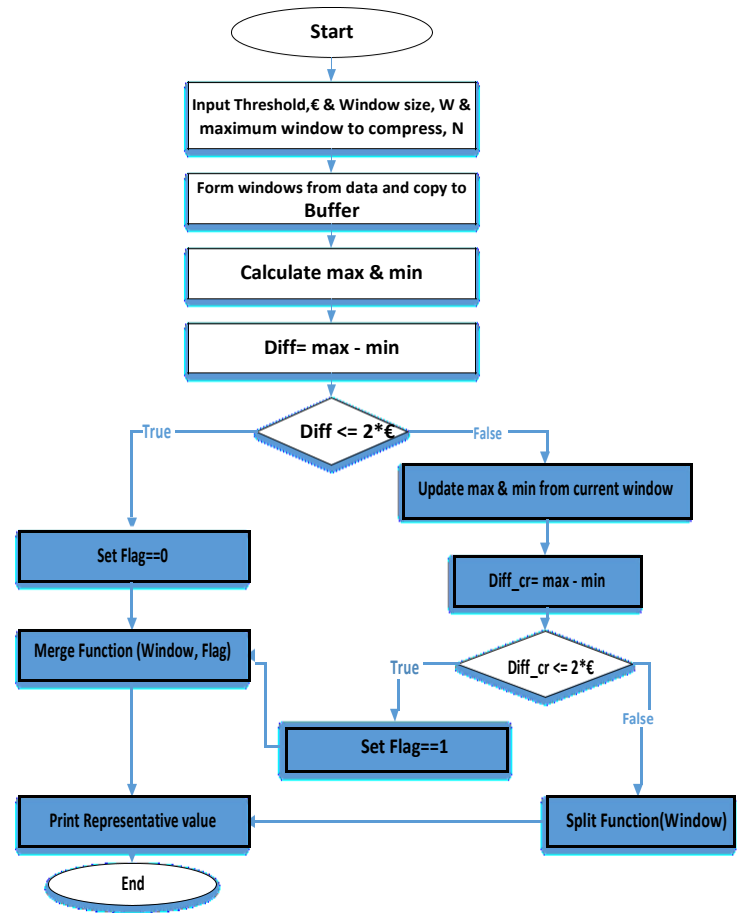 Start
Input Threshold,€ & Window size, W &
maximum window to compress, N
Form windows from data and copy to
Buffer
Calculate max & min
Diff= max - min
Diff <= 2*€
True
False
Update max & min from current window
Set Flag==0
Diff_cr= max - min
Merge Function (Window, Flag)
Diff_cr <= 2*€
True
False
Set Flag==1
Print Representative value
Split Function(Window)
End